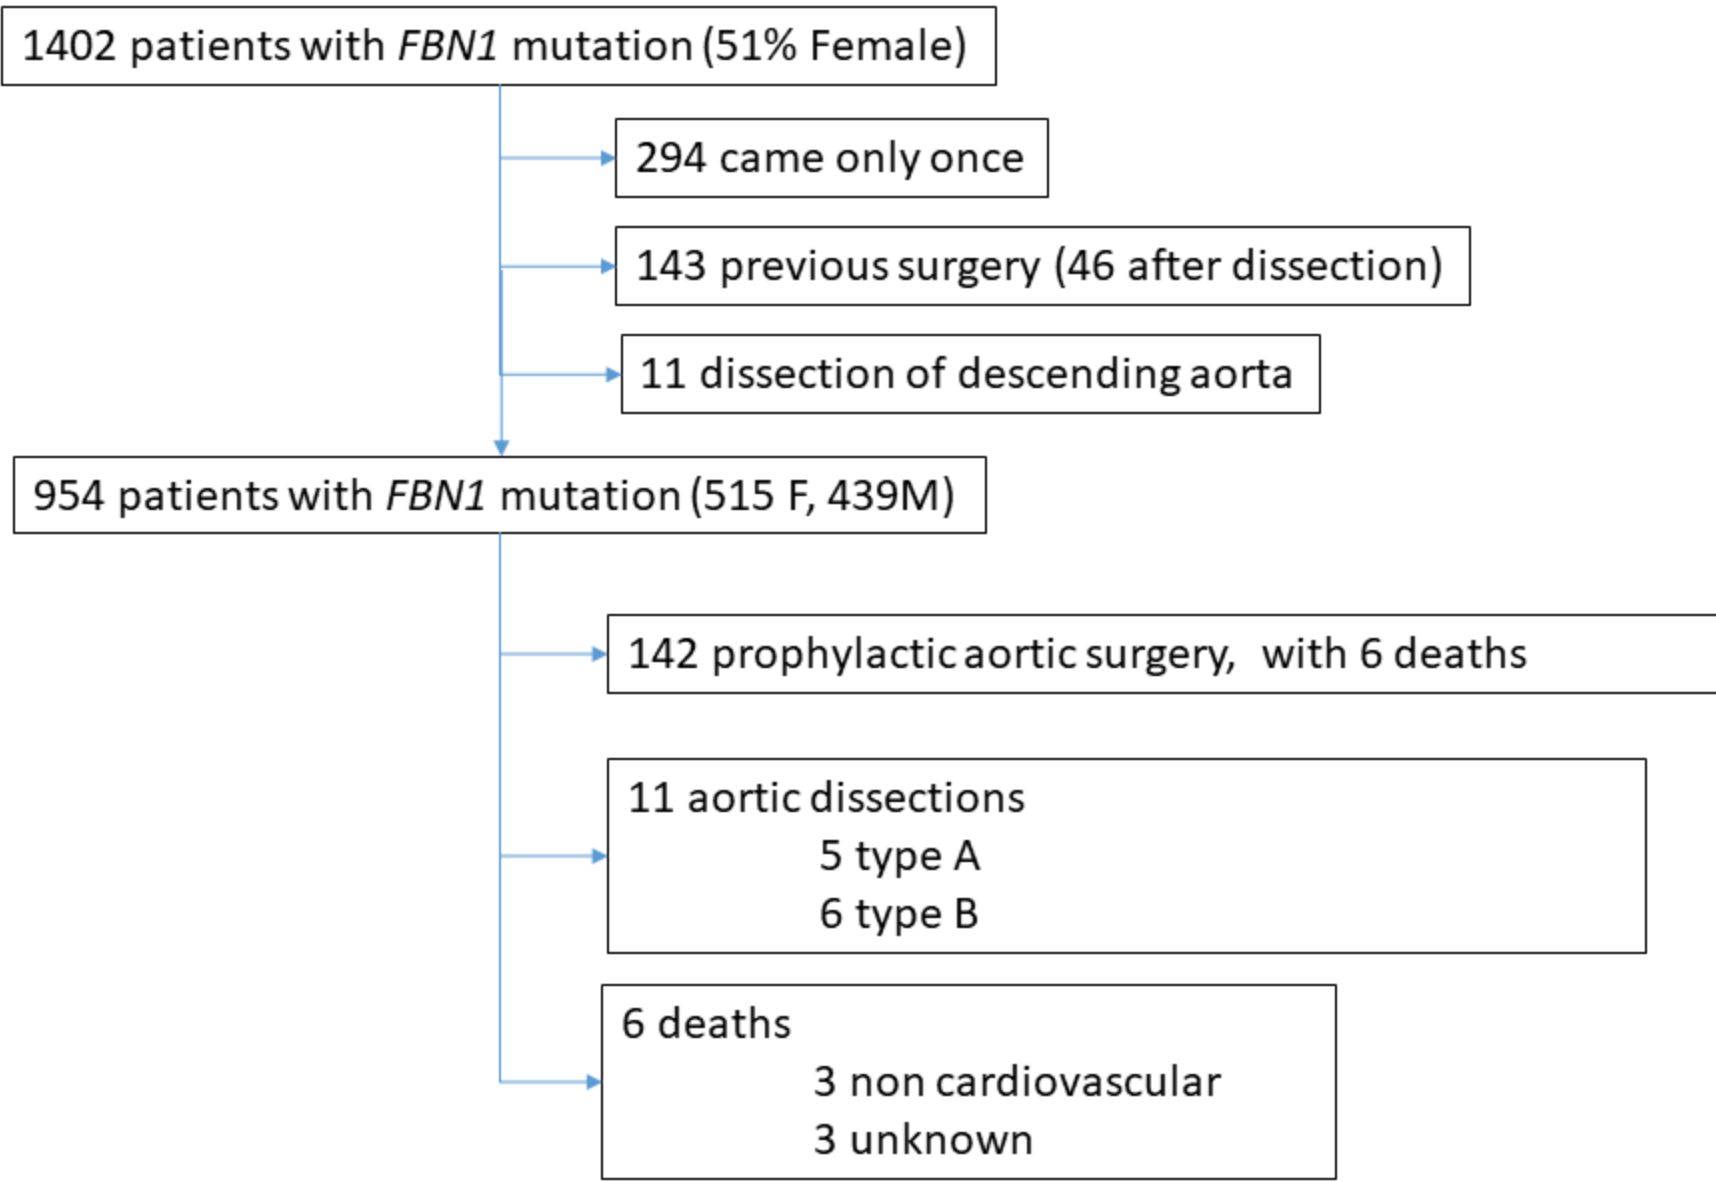 1402 patients with FBN1 mutation (51% Female)
294 came only once
143 previous surgery (46 after dissection)
11 dissection of descending aorta
954 patients with FBN1 mutation (515 F, 439M)
142 prophylactic aortic surgery, with 6 deaths
11 aortic dissections
5 type A
6 type B
6 deaths
3 non cardiovascular
3 unknown